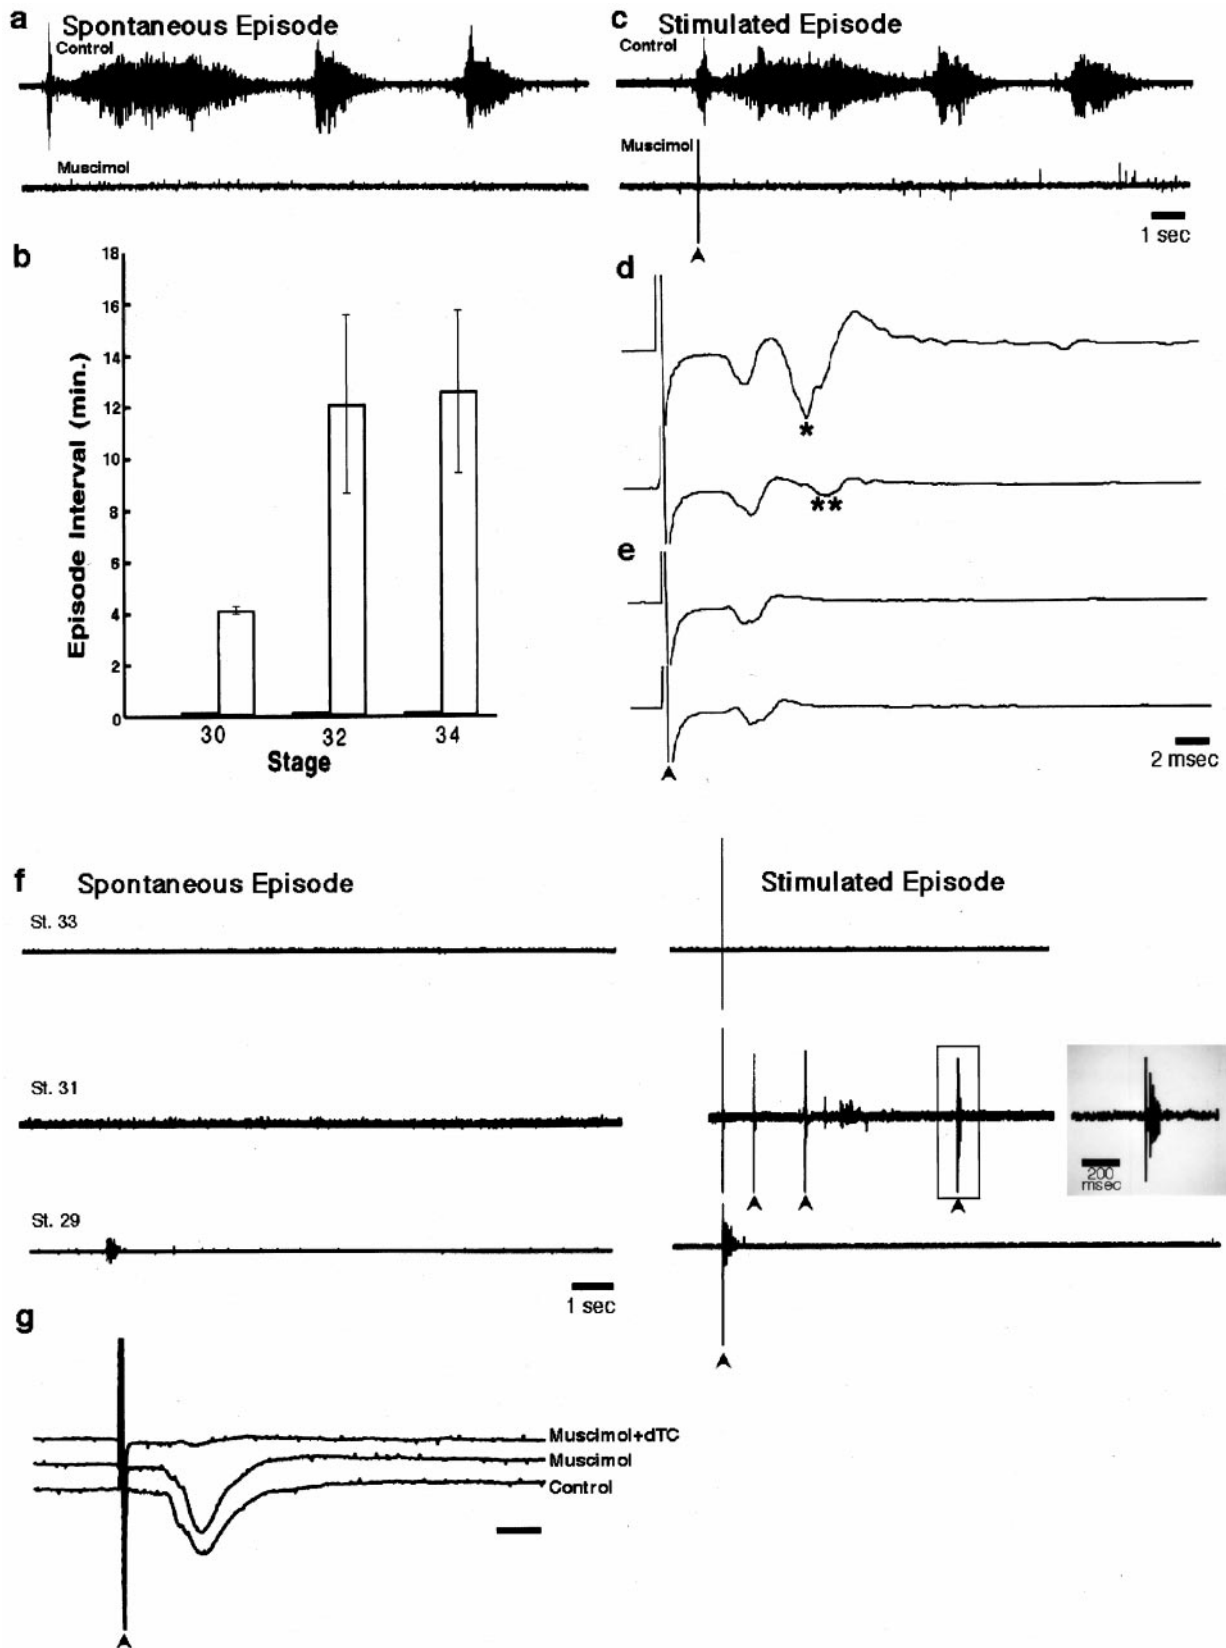 a Spontaneous Episode
Control
Muscimol
c Stimulated Episode
Control
Muscimol
1 sec
b
18
16
14
12
10
8
6
4
2
0
Episode Interval (min.)
30 32 34
Stage
d
*
**
e
2 msec
f Spontaneous Episode
Stimulated Episode
St. 33
St. 31
200
msec
St. 29
1 sec
g
Muscimol+dTC
Muscimol
Control